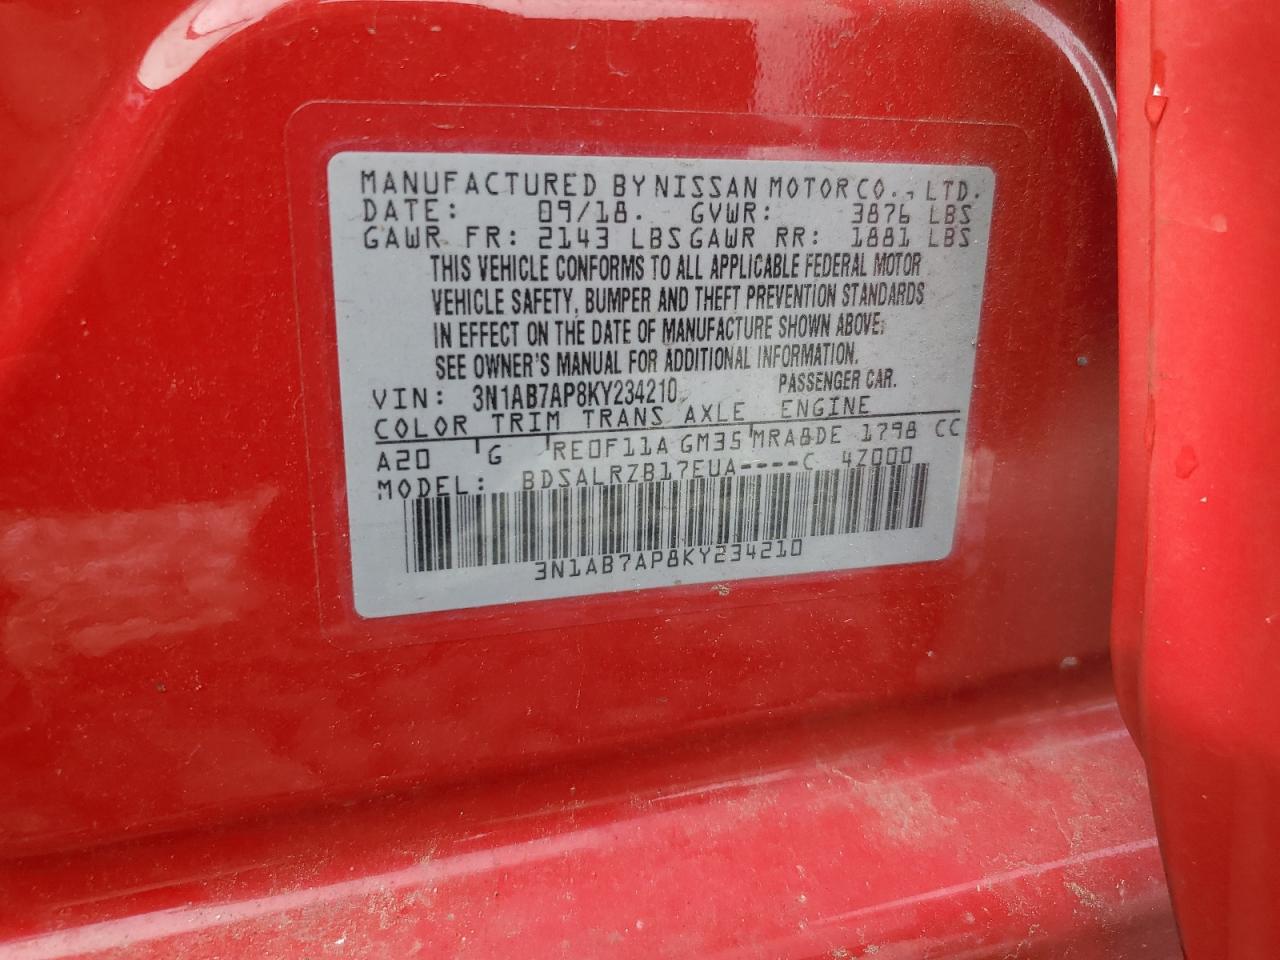 MANUFACTURED BY NISSAN MOTOR CO., LTD.
DATE: 09/18. GVWR: 3876 LBS
GAWR FR: 2143 LBS GAWR RR: 1881 LBS
THIS VEHICLE CONFORMS TO ALL APPLICABLE FEDERAL MOTOR
VEHICLE SAFETY, BUMPER AND THEFT PREVENTION STANDARDS
IN EFFECT ON THE DATE OF MANUFACTURE SHOWN ABOVE:
SEE OWNER'S MANUAL FOR ADDITIONAL INFORMATION.
VIN: 3N1AB7AP8KY234210 PASSENGER CAR.
COLOR TRIM TRANS AXLE ENGINE
A20 G RE0F11A GM35 MRA8DE 1798 CC
MODEL: BDSALRZB17EUA----C 4Z000
3N1AB7AP8KY234210